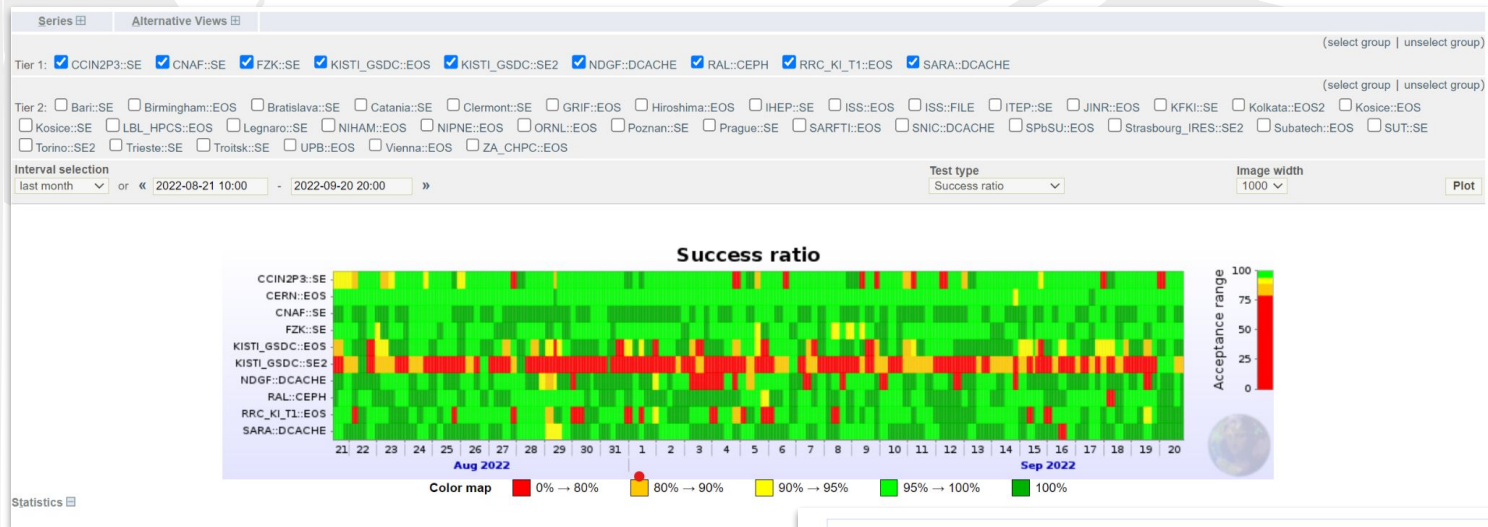 Series Alternative Views
(select group | unselect group)
Tier 1: CCIN2P3::SE CNAF::SE FZK::SE KISTI_GSDC::EOS KISTI_GSDC::SE2 NDGF::DCACHE RAL::CEPH RRC_KI_T1::EOS SARA::DCACHE
(select group | unselect group)
Tier 2: Bari::SE Birmingham::EOS Bratislava::SE Catania::SE Clermont::SE GRIF::EOS Hiroshima::EOS IHEP::SE ISS::EOS ISS::FILE ITEP::SE JINR::EOS KFKI::SE Kolkata::EOS2 Kosice::EOS
Kosice::SE LBL_HPCS::EOS Legnaro::SE NIHAM::EOS NIPNE::EOS ORNL::EOS Poznan::SE Prague::SE SARFTI::EOS SNIC::DCACHE SPbSU::EOS Strasbourg_IRES::SE2 Subatech::EOS SUT::SE
Torino::SE2 Trieste::SE Troitsk::SE UPB::EOS Vienna::EOS ZA_CHPC::EOS
Interval selection Test type Image width
last month or « 2022-08-21 10:00 - 2022-09-20 20:00 » Success ratio 1000 Plot
Success ratio
CCIN2P3::SE
CERN::EOS
CNAF::SE
FZK::SE
KISTI_GSDC::EOS
KISTI_GSDC::SE2
NDGF::DCACHE
RAL::CEPH
RRC_KI_T1::EOS
SARA::DCACHE
21 22 23 24 25 26 27 28 29 30 31 1 2 3 4 5 6 7 8 9 10 11 12 13 14 15 16 17 18 19 20
Aug 2022 Sep 2022
Acceptance range
100
75
50
25
0
Color map 0% → 80% 80% → 90% 90% → 95% 95% → 100% 100%
Statistics